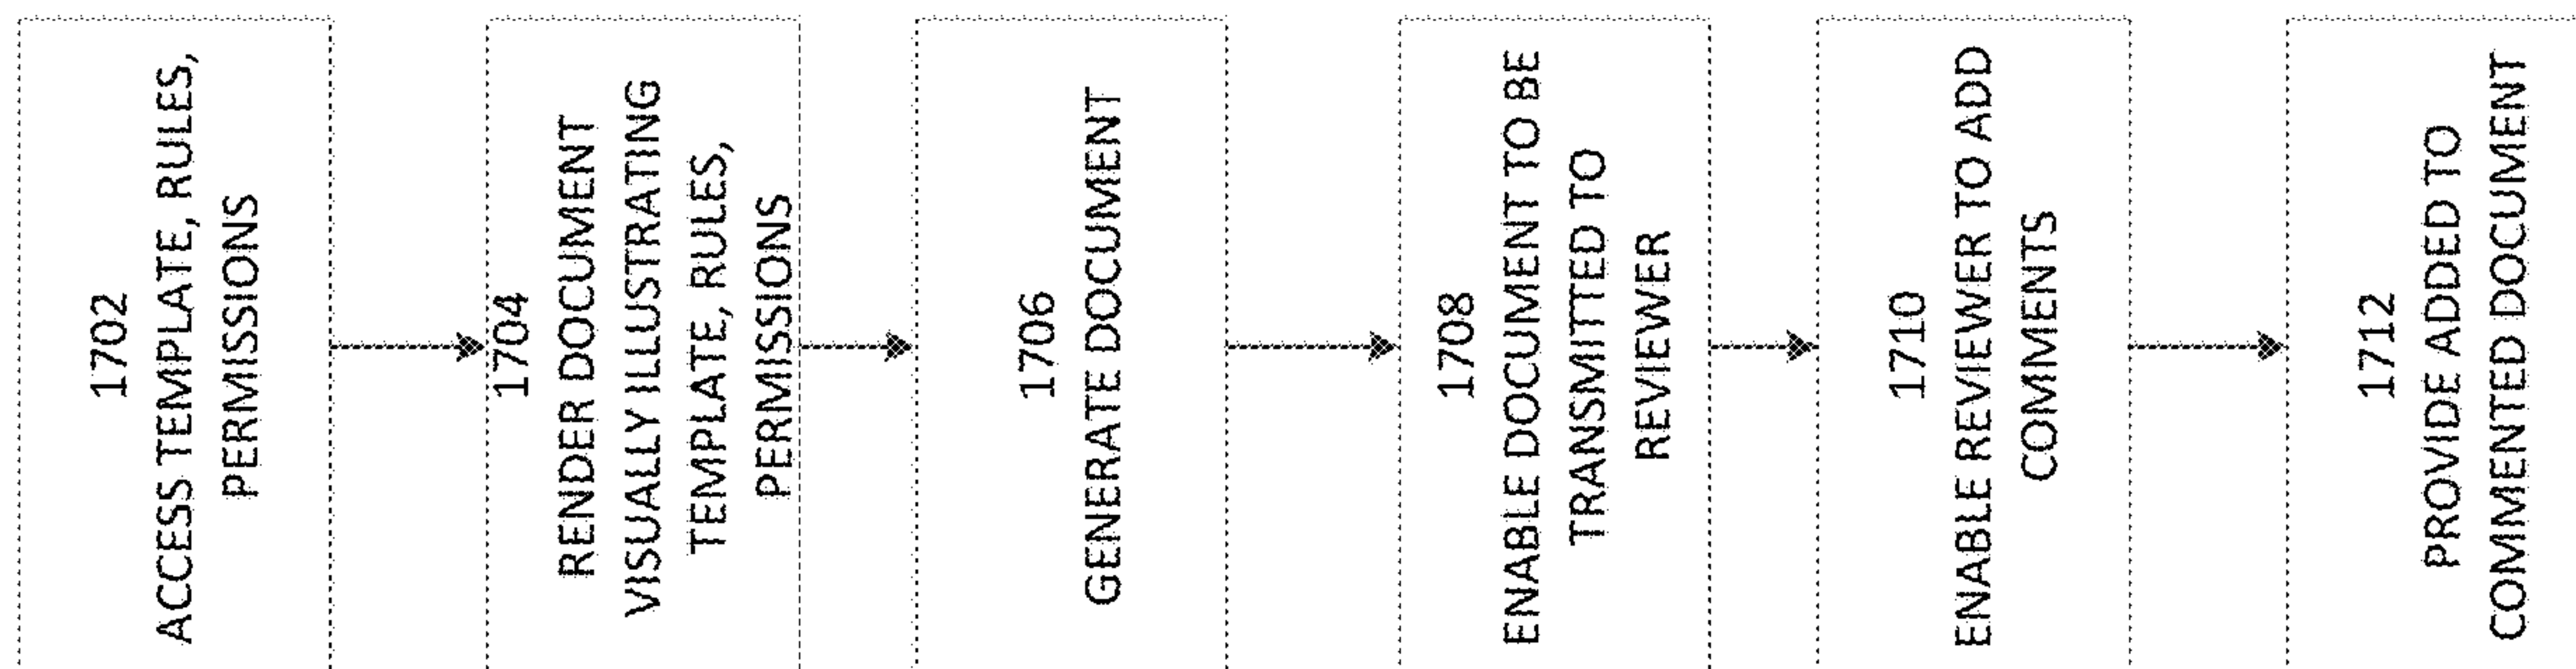 1702
ACCESS TEMPLATE, RULES,
PERMISSIONS
1704
RENDER DOCUMENT
VISUALLY ILLUSTRATING
TEMPLATE, RULES,
PERMISSIONS
1706
GENERATE DOCUMENT
1708
ENABLE DOCUMENT TO BE
TRANSMITTED TO
REVIEWER
1710
ENABLE REVIEWER TO ADD
COMMENTS
1712
PROVIDE ADDED TO
COMMENTED DOCUMENT